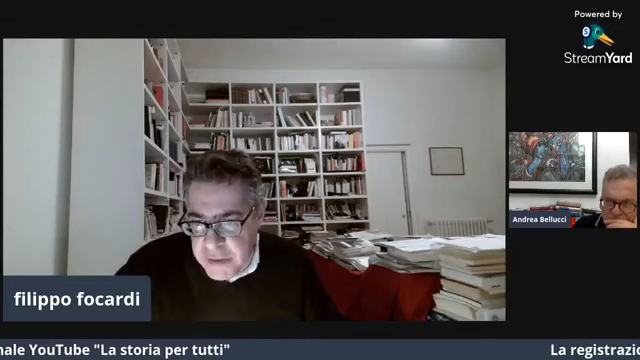 Powered by
StreamYard
Andrea Bellucci
filippo focardi
nale YouTube "La storia per tutti"
La registrazio